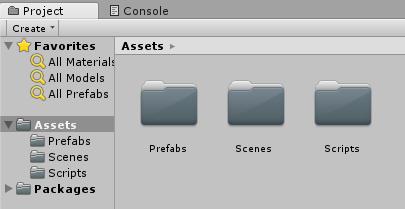 Project
Console
Create
Favorites
All Materials
All Models
All Prefabs
Assets
Prefabs
Scenes
Scripts
Packages
Assets
Prefabs
Scenes
Scripts